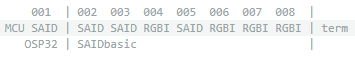 001 | 002 003 004 005 006 007 008 |
MCU SAID | SAID SAID RGBI SAID RGBI RGBI RGBI | term
OSP32 | SAIDbasic |